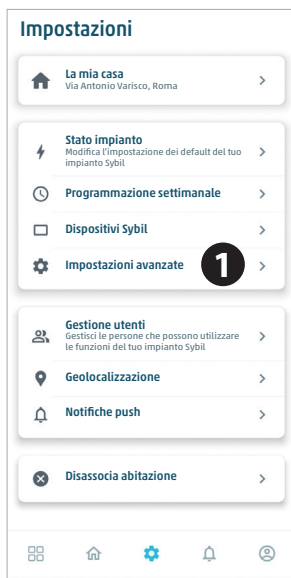 Impostazioni
La mia casa
Via Antonio Varisco, Roma
Stato impianto
Modifica l'impostazione dei default del tuo
impianto Sybil
Programmazione settimanale
Dispositivi Sybil
Impostazioni avanzate
1
Gestione utenti
Gestisci le persone che possono utilizzare
le funzioni del tuo impianto Sybil
Geolocalizzazione
Notifiche push
Disassocia abitazione